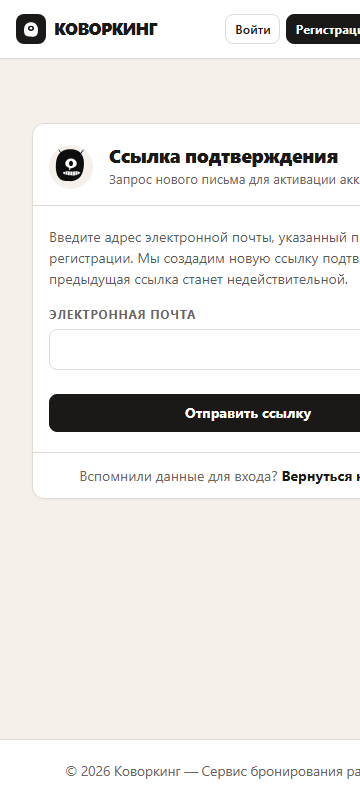 КОВОРКИНГ
Войти
Регистраци
Ссылка подтверждения
Запрос нового письма для активации акк
Введите адрес электронной почты, указанный п
регистрации. Мы создадим новую ссылку подтв
предыдущая ссылка станет недействительной.
ЭЛЕКТРОННАЯ ПОЧТА
Отправить ссылку
Вспомнили данные для входа? Вернуться к
© 2026 Коворкинг — Сервис бронирования ра